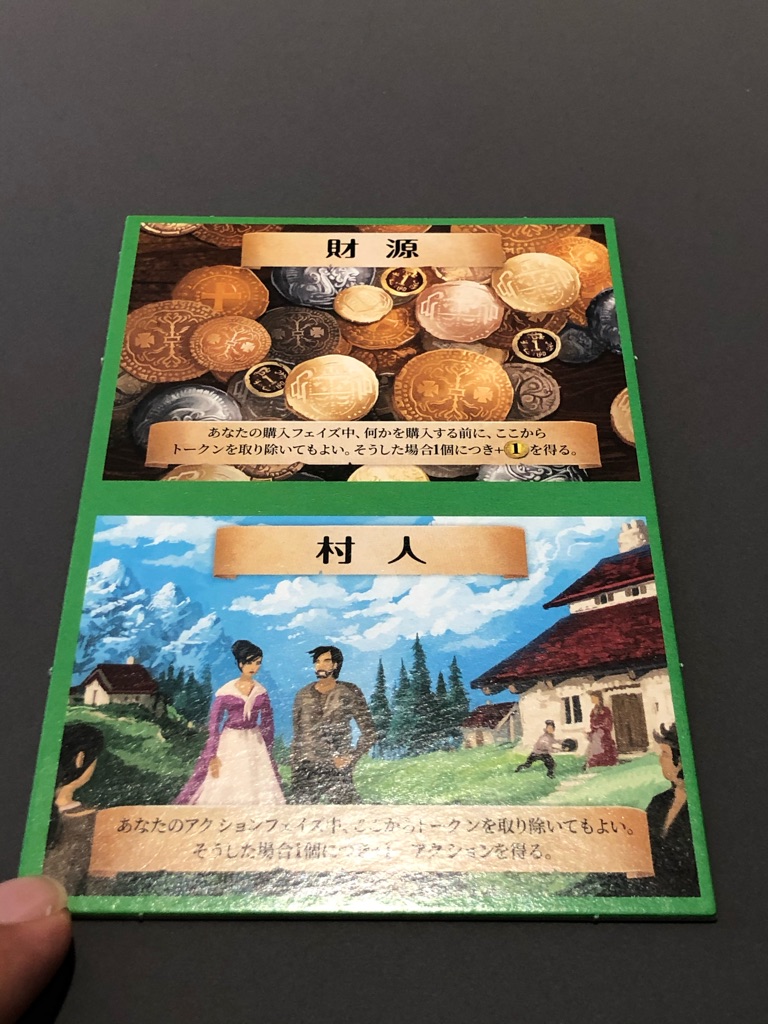 財源
あなたの購入フェイズ中、何かを購入する前に、ここから
トークンを取り除いてもよい。そうした場合1個につき+1を得る。
村人
あなたのアクションフェイズ中、ここからトークンを取り除いてもよい。
そうした場合1個につき+1 アクションを得る。